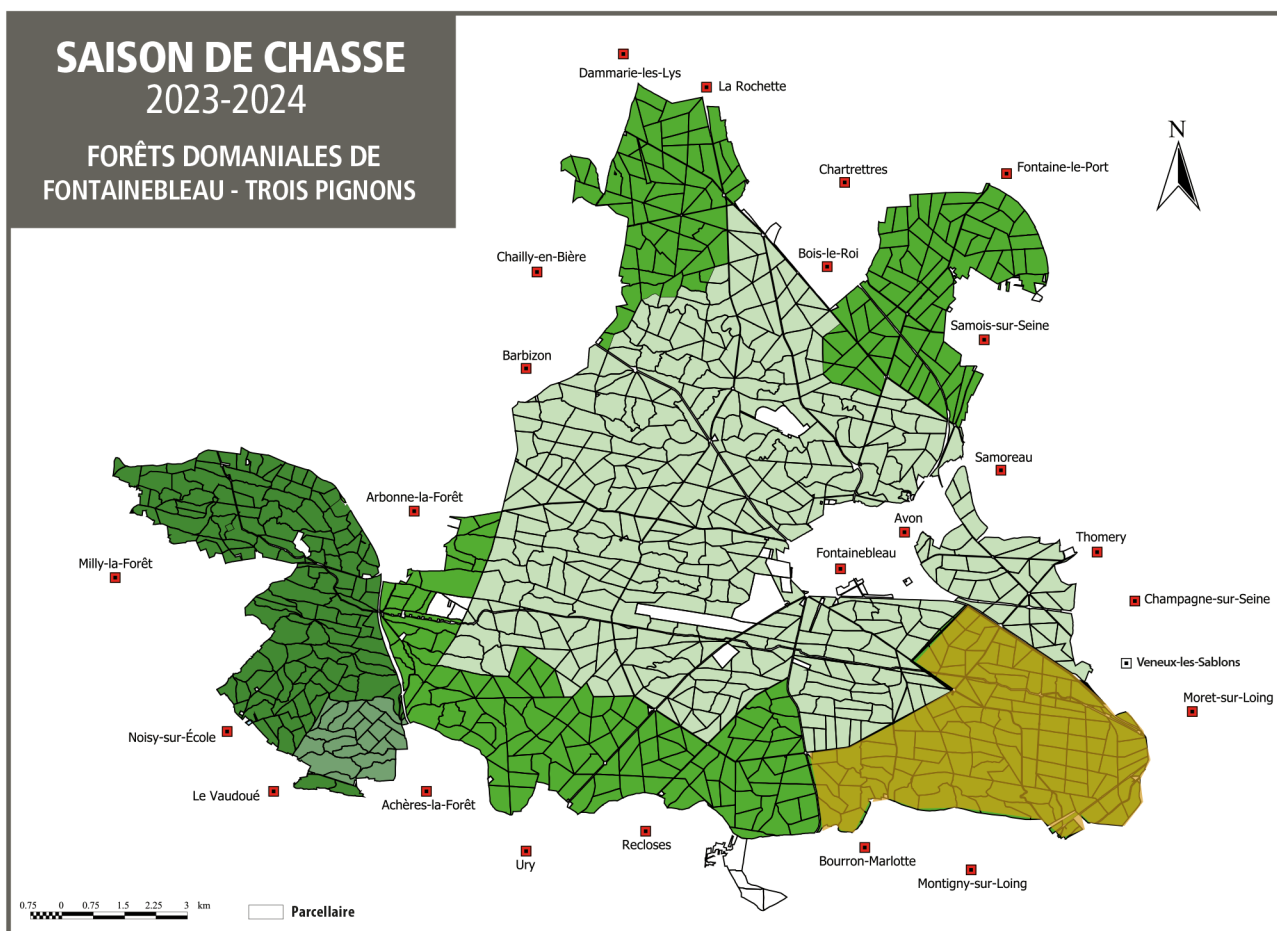 SAISON DE CHASSE
2023-2024
FORÊTS DOMANIALES DE
FONTAINEBLEAU - TROIS PIGNONS
Dammarie-les-Lys
La Rochette
N
Chartrettres
Fontaine-le-Port
Chailly-en-Bière
Bois-le-Roi
Samois-sur-Seine
Barbizon
Samoreau
Arbonne-la-Forêt
Avon
Thomery
Milly-la-Forêt
Fontainebleau
Champagne-sur-Seine
Veneux-les-Sablons
Moret-sur-Loing
Noisy-sur-École
Le Vaudoué
Achères-la-Forêt
Recloses
Ury
Bourron-Marlotte
Montigny-sur-Loing
0.75 0 0.75 1.5 2.25 3 km
Parcellaire